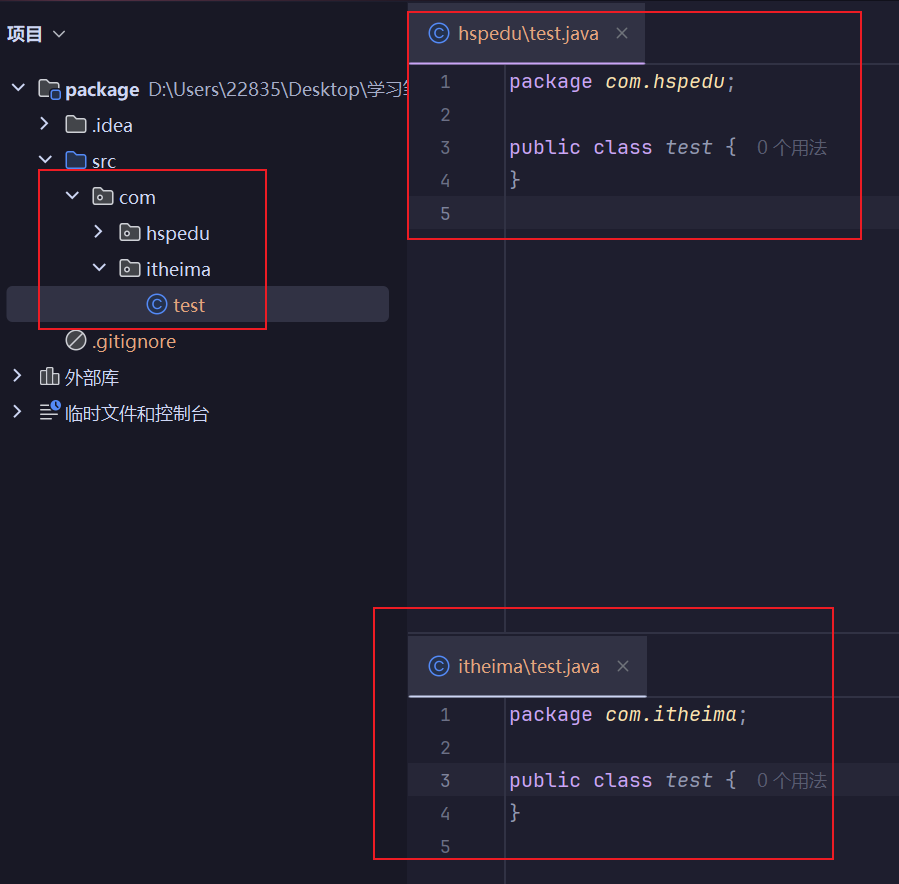 项目
package D:\Users\22835\Desktop\学习
.idea
src
com
hspedu
itheima
test
.gitignore
外部库
临时文件和控制台
hspedu\test.java
1 package com.hspedu;
2
3 public class test { 0 个用法
4 }
5
itheima\test.java
1 package com.itheima;
2
3 public class test { 0 个用法
4 }
5